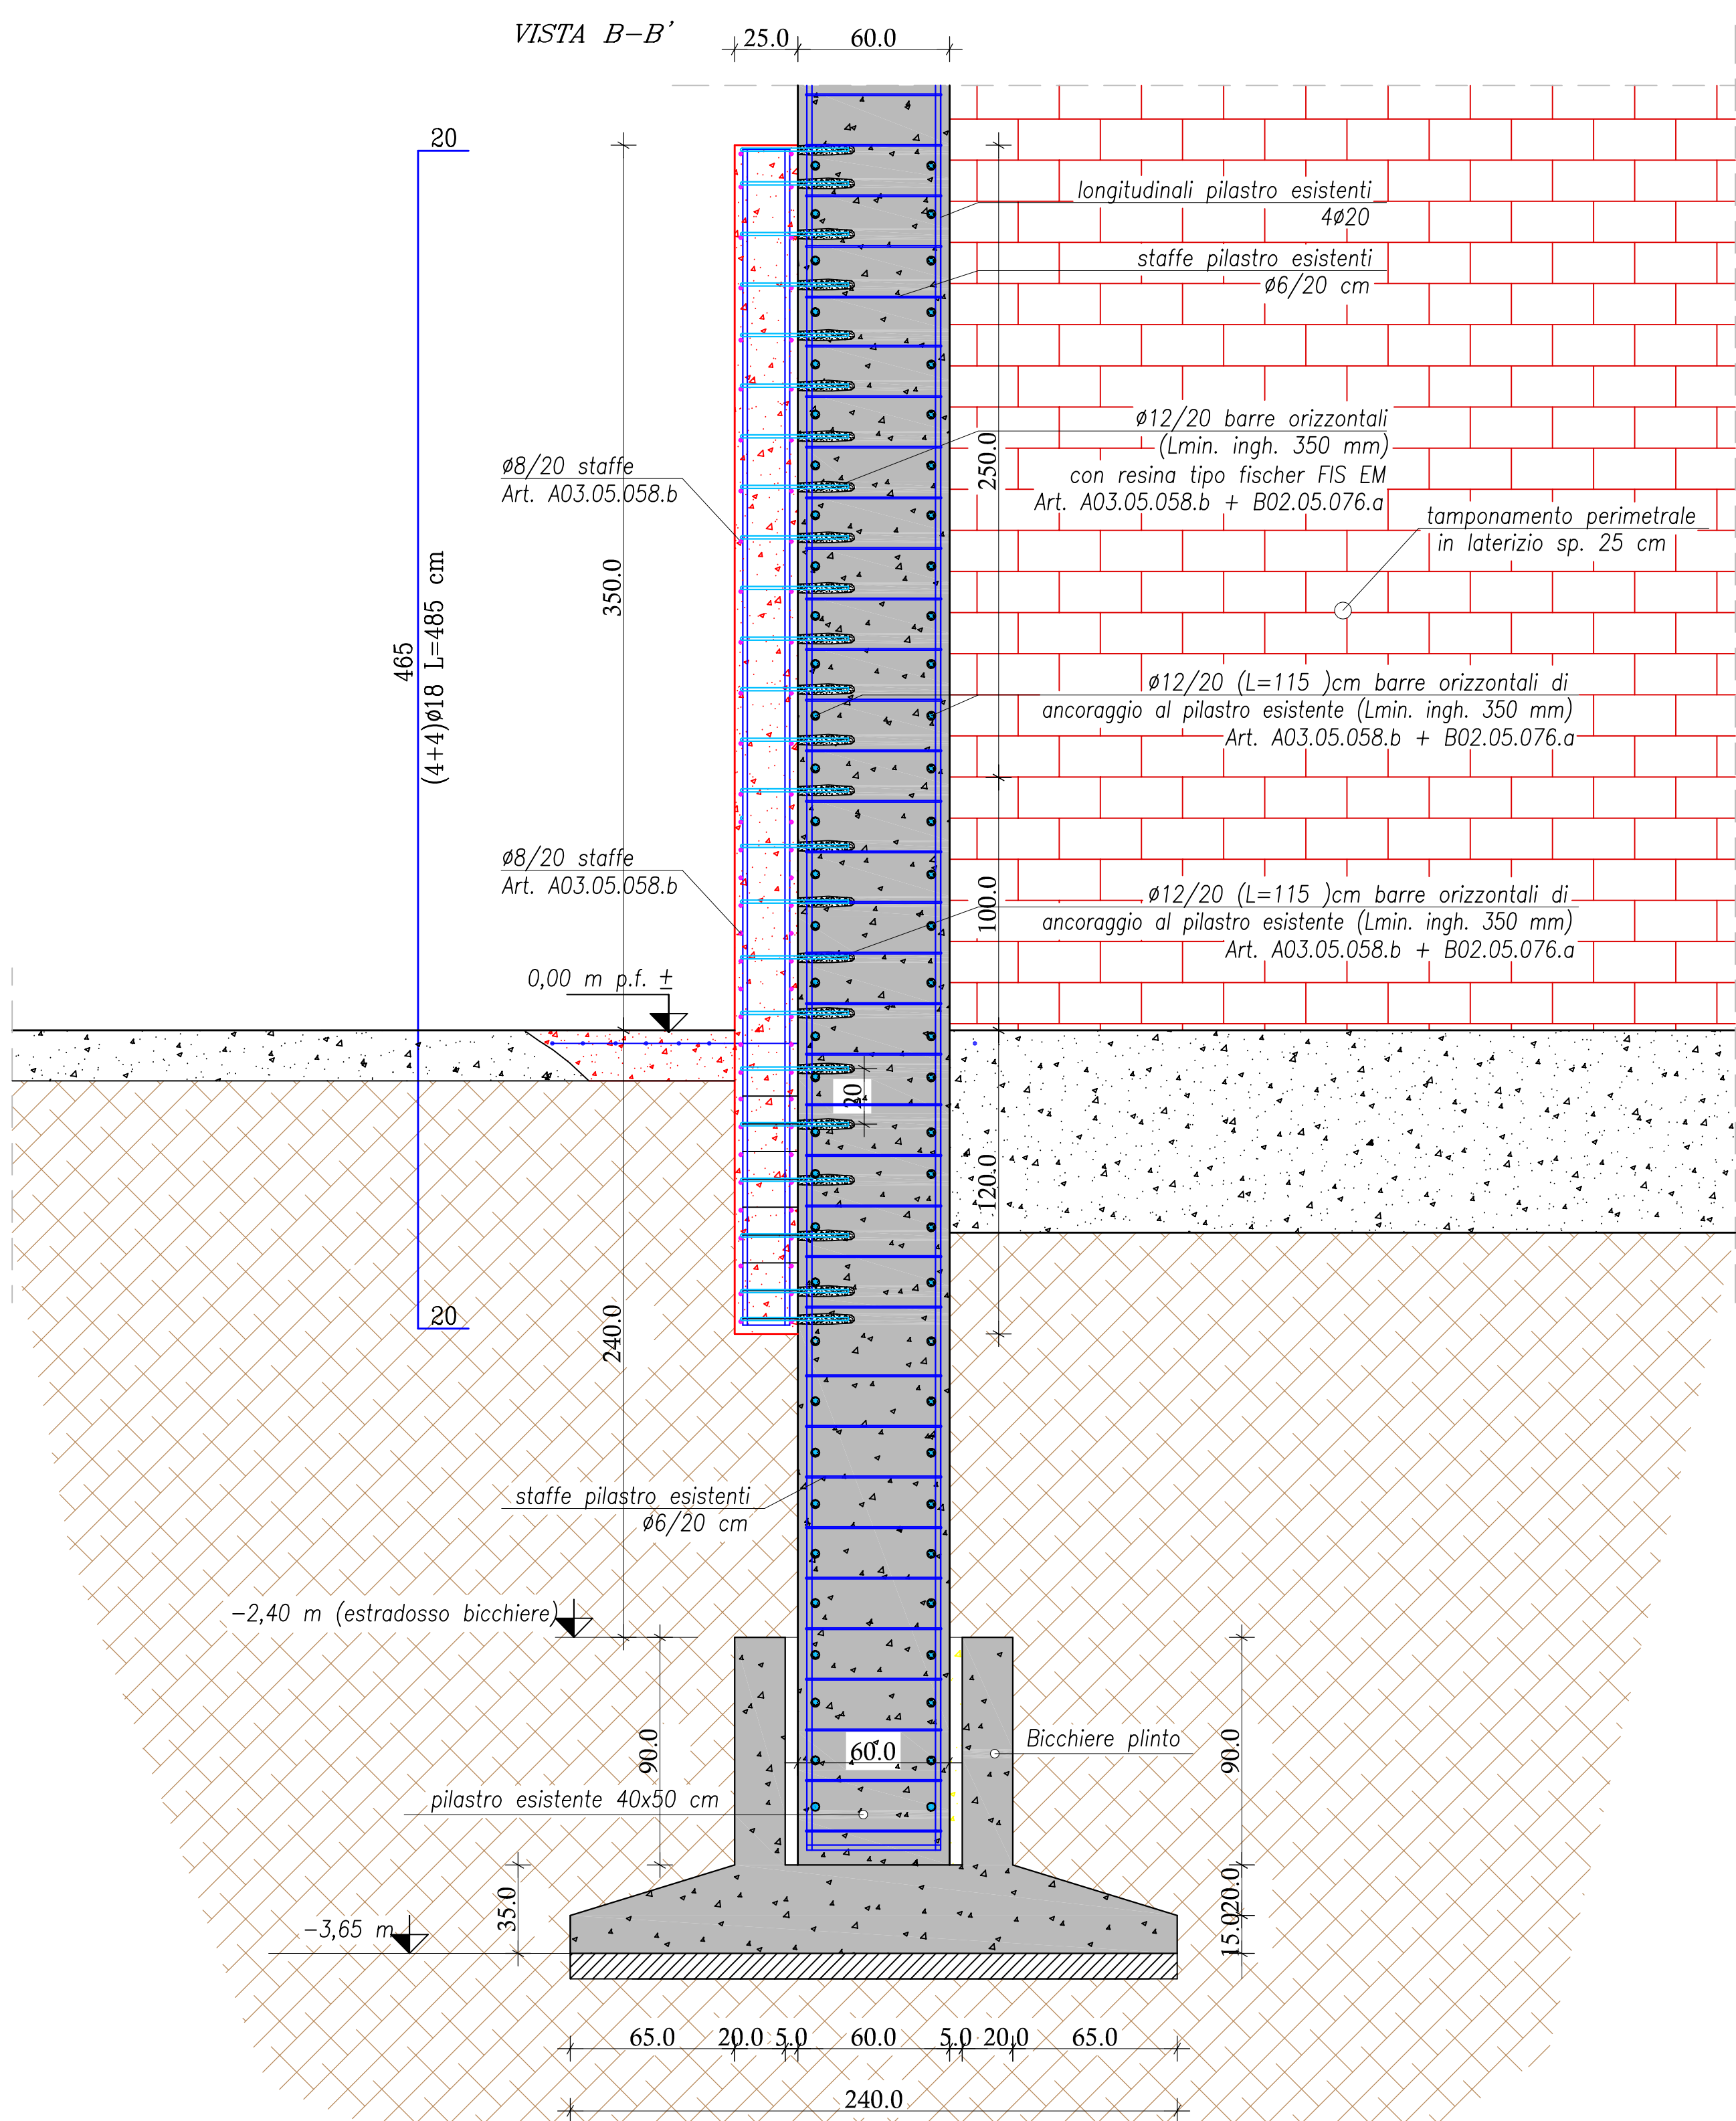 VISTA B-B'
25.0
60.0
20
longitudinali pilastro esistenti
4ø20
staffe pilastro esistenti
ø6/20 cm
ø12/20 barre orizzontali
(Lmin. ingh. 350 mm)
con resina tipo fischer FIS EM
Art. A03.05.058.b + B02.05.076.a
250.0
ø8/20 staffe
Art. A03.05.058.b
tamponamento perimetrale
in laterizio sp. 25 cm
350.0
465
(4+4)ø18 L=485 cm
ø12/20 (L=115 )cm barre orizzontali di
ancoraggio al pilastro esistente (Lmin. ingh. 350 mm)
Art. A03.05.058.b + B02.05.076.a
ø8/20 staffe
Art. A03.05.058.b
100.0
ø12/20 (L=115 )cm barre orizzontali di
ancoraggio al pilastro esistente (Lmin. ingh. 350 mm)
Art. A03.05.058.b + B02.05.076.a
0,00 m p.f. ±
20
120.0
20
240.0
staffe pilastro esistenti
ø6/20 cm
-2,40 m (estradosso bicchiere)
90.0
60.0
Bicchiere plinto
90.0
pilastro esistente 40x50 cm
35.0
20.0
15.0
-3,65 m
65.0
20.0
5.0
60.0
5.0
20.0
65.0
240.0